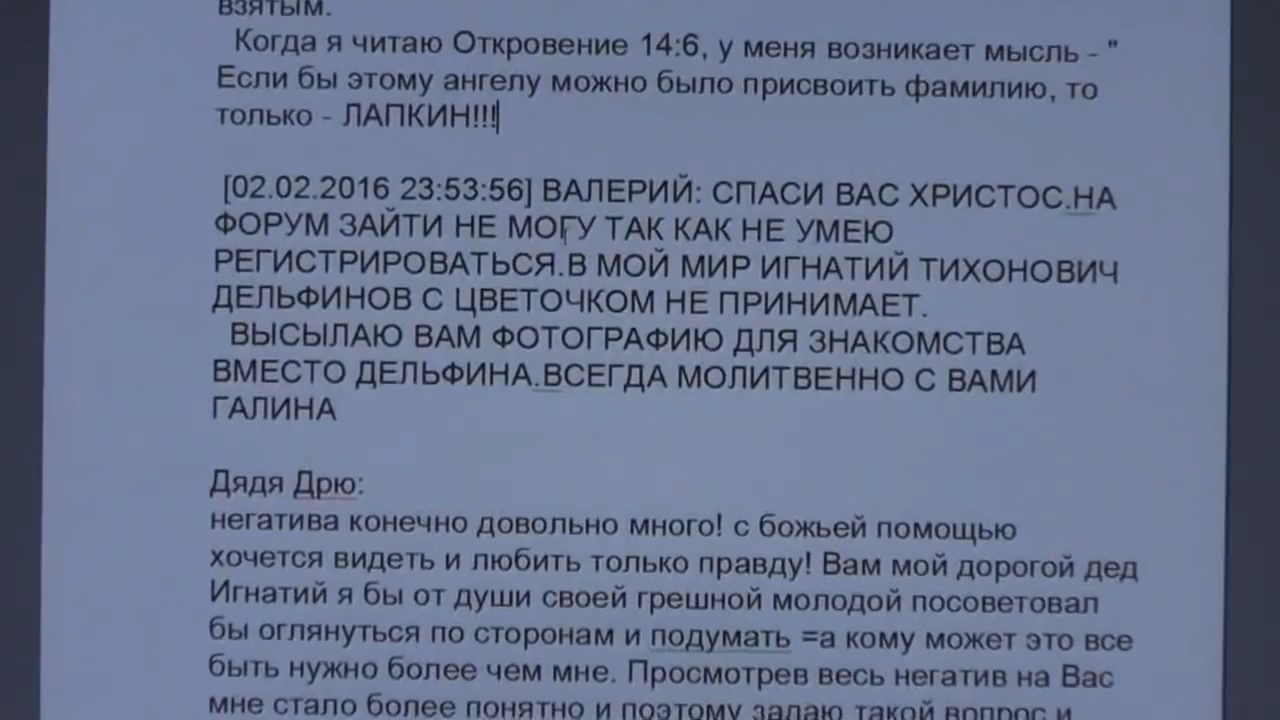 взятым.
Когда я читаю Откровение 14:6, у меня возникает мысль - "
Если бы этому ангелу можно было присвоить фамилию, то
только - ЛАПКИН!!!
[02.02.2016 23:53:56] ВАЛЕРИЙ: СПАСИ ВАС ХРИСТОС.НА
ФОРУМ ЗАЙТИ НЕ МОГУ ТАК КАК НЕ УМЕЮ
РЕГИСТРИРОВАТЬСЯ.В МОЙ МИР ИГНАТИЙ ТИХОНОВИЧ
ДЕЛЬФИНОВ С ЦВЕТОЧКОМ НЕ ПРИНИМАЕТ.
ВЫСЫЛАЮ ВАМ ФОТОГРАФИЮ ДЛЯ ЗНАКОМСТВА
ВМЕСТО ДЕЛЬФИНА.ВСЕГДА МОЛИТВЕННО С ВАМИ
ГАЛИНА
Дядя Дрю:
негатива конечно довольно много! с божьей помощью
хочется видеть и любить только правду! Вам мой дорогой дед
Игнатий я бы от души своей грешной молодой посоветовал
бы оглянуться по сторонам и подумать =а кому может это все
быть нужно более чем мне. Просмотрев весь негатив на Вас
мне стало более понятно и поэтому задаю такой вопрос и